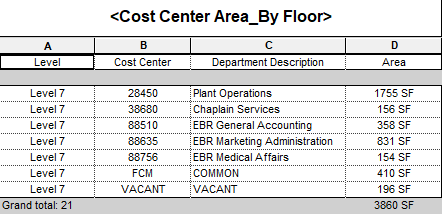 <Cost Center Area_By Floor>
A B C D
Level Cost Center Department Description Area
Level 7 28450 Plant Operations 1755 SF
Level 7 38680 Chaplain Services 156 SF
Level 7 88510 EBR General Accounting 358 SF
Level 7 88635 EBR Marketing Administration 831 SF
Level 7 88756 EBR Medical Affairs 154 SF
Level 7 FCM COMMON 410 SF
Level 7 VACANT VACANT 196 SF
Grand total: 21 3860 SF